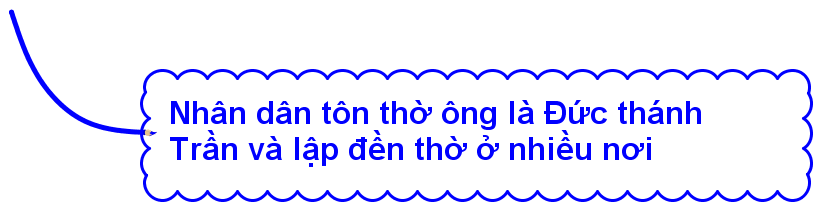 Nhân dân tôn thờ ông là Đức thánh
Trần và lập đền thờ ở nhiều nơi